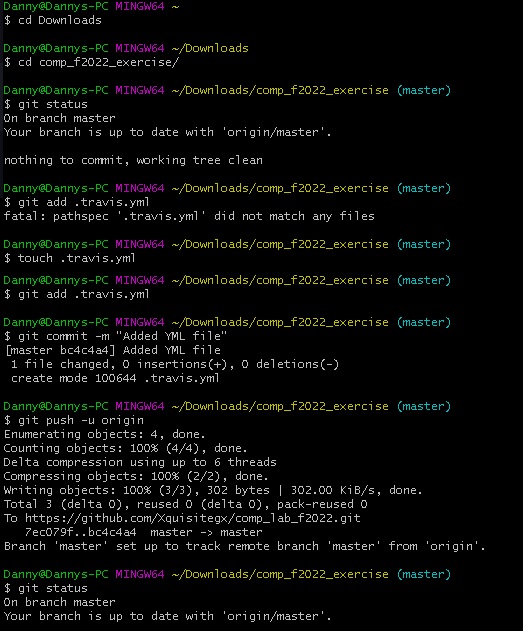 Danny@Dannys-PC MINGW64 ~
$ cd Downloads
Danny@Dannys-PC MINGW64 ~/Downloads
$ cd comp_f2022_exercise/
Danny@Dannys-PC MINGW64 ~/Downloads/comp_f2022_exercise (master)
$ git status
On branch master
Your branch is up to date with 'origin/master'.
nothing to commit, working tree clean
Danny@Dannys-PC MINGW64 ~/Downloads/comp_f2022_exercise (master)
$ git add .travis.yml
fatal: pathspec '.travis.yml' did not match any files
Danny@Dannys-PC MINGW64 ~/Downloads/comp_f2022_exercise (master)
$ touch .travis.yml
Danny@Dannys-PC MINGW64 ~/Downloads/comp_f2022_exercise (master)
$ git add .travis.yml
Danny@Dannys-PC MINGW64 ~/Downloads/comp_f2022_exercise (master)
$ git commit -m "Added YML file"
[master bc4c4a4] Added YML file
1 file changed, 0 insertions(+), 0 deletions(-)
create mode 100644 .travis.yml
Danny@Dannys-PC MINGW64 ~/Downloads/comp_f2022_exercise (master)
$ git push -u origin
Enumerating objects: 4, done.
Counting objects: 100% (4/4), done.
Delta compression using up to 6 threads
Compressing objects: 100% (2/2), done.
Writing objects: 100% (3/3), 302 bytes | 302.00 KiB/s, done.
Total 3 (delta 0), reused 0 (delta 0), pack-reused 0
To https://github.com/Xquisitegx/comp_lab_f2022.git
7ec079f..bc4c4a4 master -> master
Branch 'master' set up to track remote branch 'master' from 'origin'.
Danny@Dannys-PC MINGW64 ~/Downloads/comp_f2022_exercise (master)
$ git status
On branch master
Your branch is up to date with 'origin/master'.